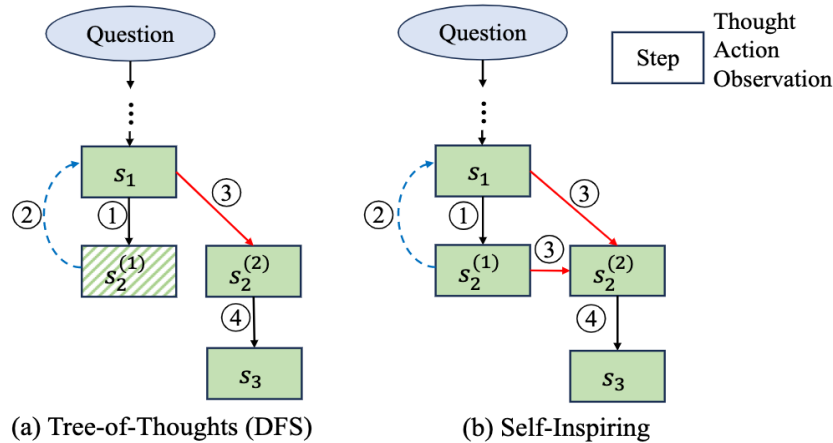 Question
⋮
s₁
①
②
③
s₂⁽¹⁾
s₂⁽²⁾
④
s₃
(a) Tree-of-Thoughts (DFS)
Question
⋮
s₁
①
②
③
s₂⁽¹⁾
③
s₂⁽²⁾
④
s₃
(b) Self-Inspiring
Step
Thought
Action
Observation